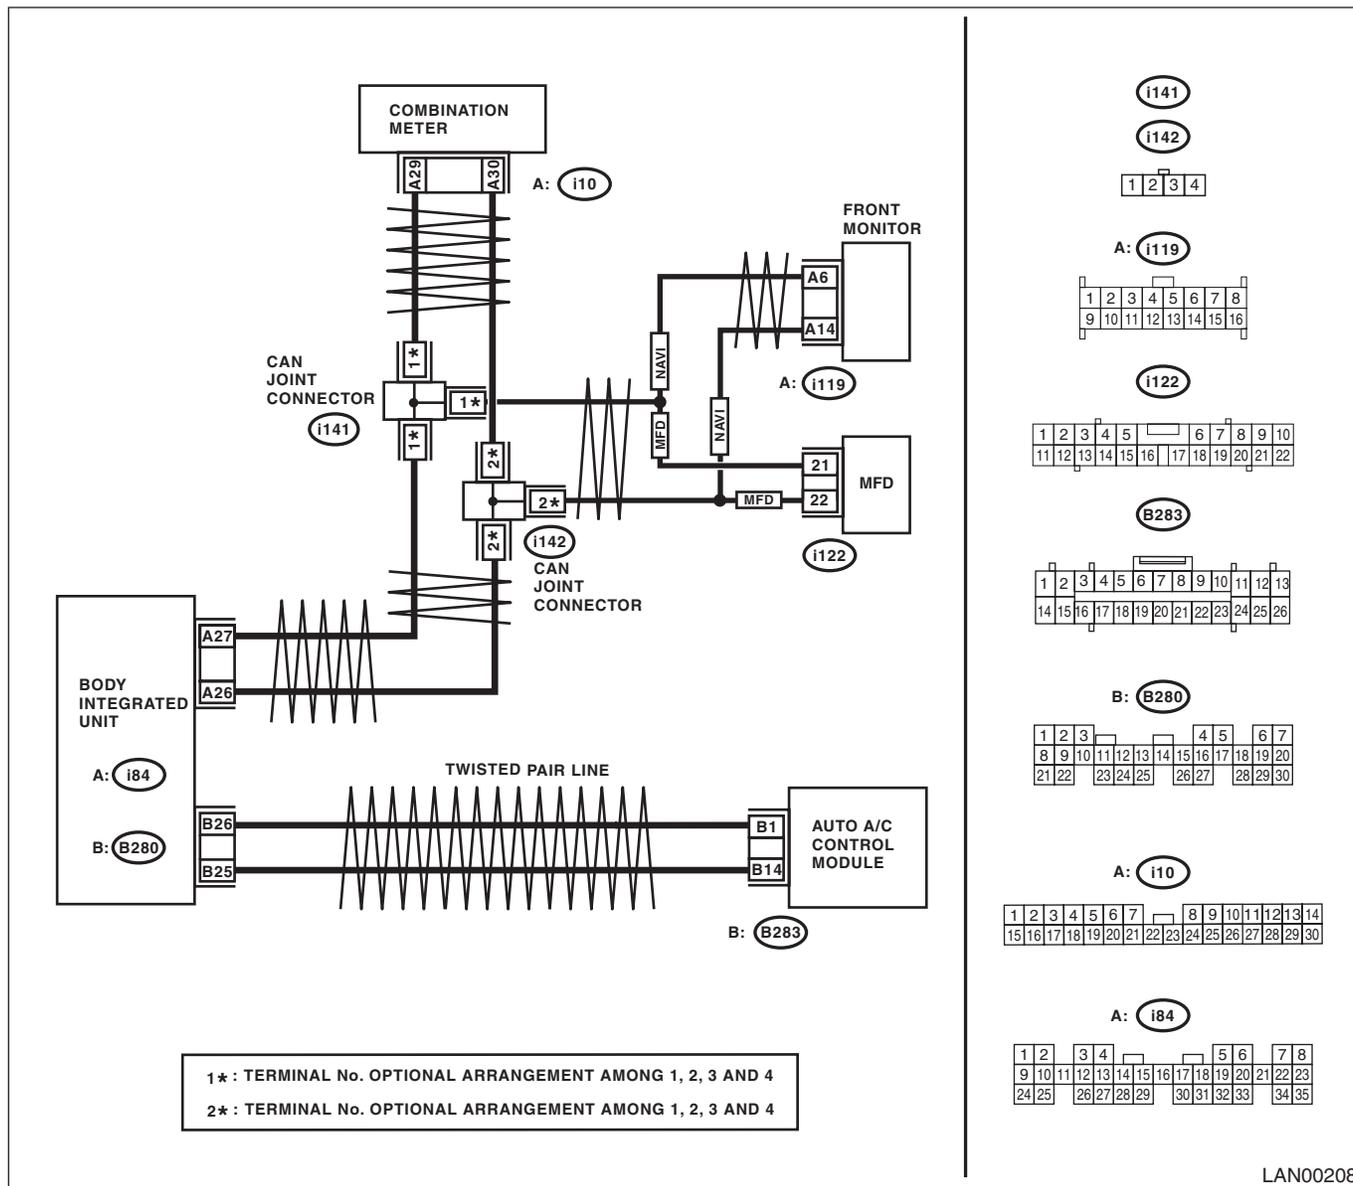 COMBINATION
METER
A29
A30
A: i10
FRONT
MONITOR
A6
A14
A: i119
NAVI
NAVI
MFD
CAN
JOINT
CONNECTOR
i141
1*
1*
1*
2*
2*
2*
i142
CAN
JOINT
CONNECTOR
21
22
MFD
MFD
i122
BODY
INTEGRATED
UNIT
A27
A26
A: i84
B: B280
B26
B25
TWISTED PAIR LINE
B1
B14
AUTO A/C
CONTROL
MODULE
B: B283
1* : TERMINAL No. OPTIONAL ARRANGEMENT AMONG 1, 2, 3 AND 4
2* : TERMINAL No. OPTIONAL ARRANGEMENT AMONG 1, 2, 3 AND 4
i141
i142
1 2 3 4
A: i119
1 2 3 4 5 6 7 8
9 10 11 12 13 14 15 16
i122
1 2 3 4 5 6 7 8 9 10
11 12 13 14 15 16 17 18 19 20 21 22
B283
1 2 3 4 5 6 7 8 9 10 11 12 13
14 15 16 17 18 19 20 21 22 23 24 25 26
B: B280
1 2 3 4 5 6 7
8 9 10 11 12 13 14 15 16 17 18 19 20
21 22 23 24 25 26 27 28 29 30
A: i10
1 2 3 4 5 6 7 8 9 10 11 12 13 14
15 16 17 18 19 20 21 22 23 24 25 26 27 28 29 30
A: i84
1 2 3 4 5 6 7 8
9 10 11 12 13 14 15 16 17 18 19 20 21 22 23
24 25 26 27 28 29 30 31 32 33 34 35
LAN00208